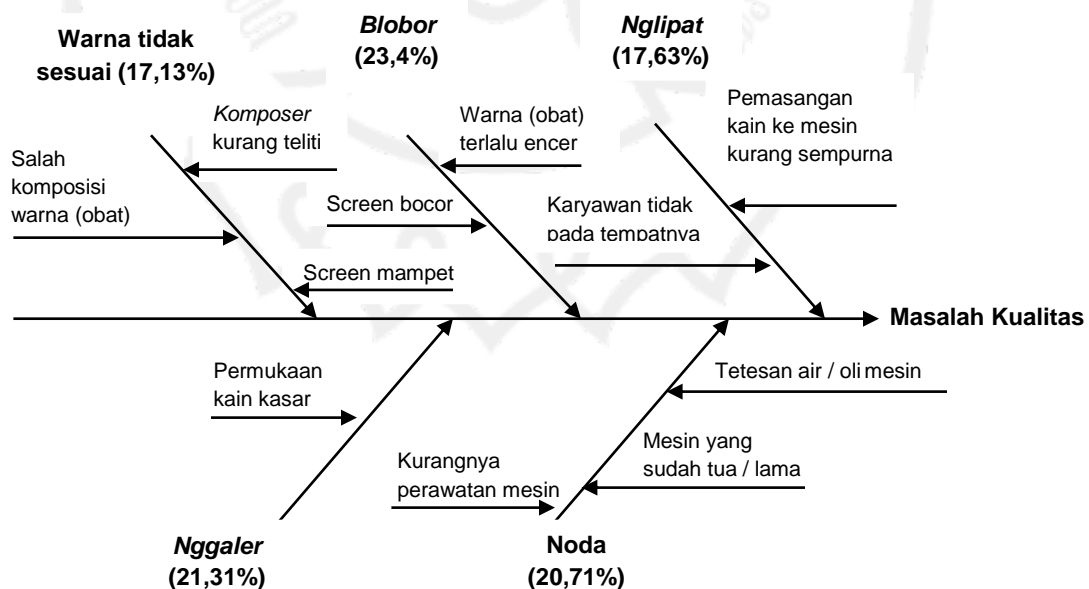 Warna tidak
sesuai (17,13%)
Blobor
(23,4%)
Nglipat
(17,63%)
Komposer
kurang teliti
Salah
komposisi
warna (obat)
Screen mampet
Warna (obat)
terlalu encer
Screen bocor
Pemasangan
kain ke mesin
kurang sempurna
Karyawan tidak
pada tempatnya
Masalah Kualitas
Permukaan
kain kasar
Tetesan air / oli mesin
Mesin yang
sudah tua / lama
Kurangnya
perawatan mesin
Nggaler
(21,31%)
Noda
(20,71%)